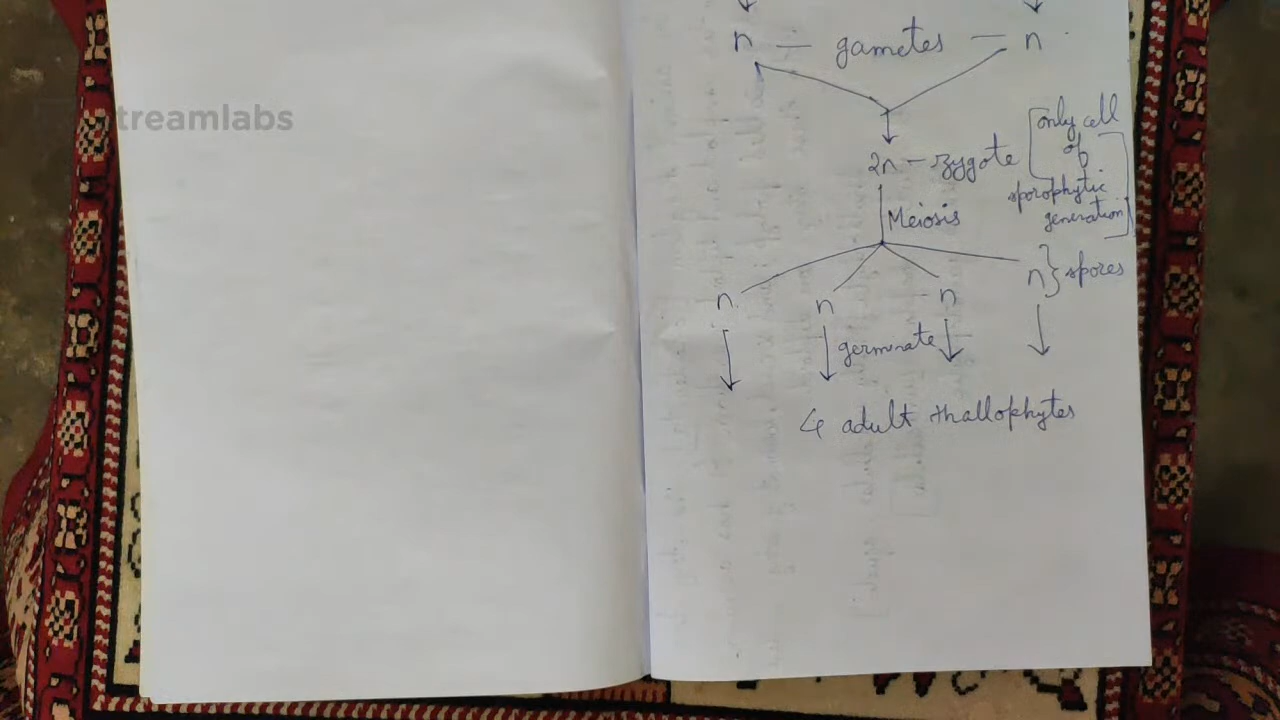 n — gametes — n
treamlabs
only cell
of
2n - zygote
sporophytic
generation
Meiosis
n n n n } spores
germinate
4 adult thallophytes